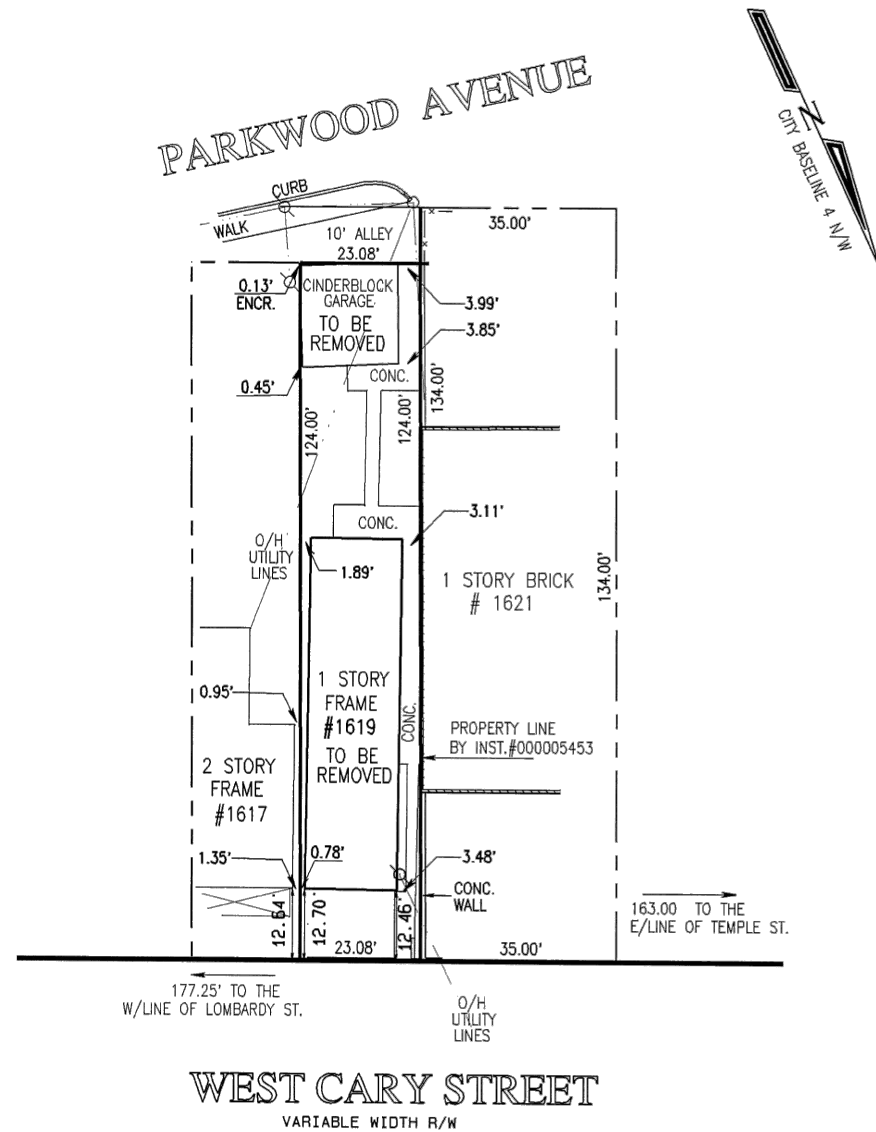 PARKWOOD AVENUE
N
CITY BASELINE 4 N/W
CURB
WALK
10' ALLEY
23.08'
35.00'
0.13'
ENCR.
CINDERBLOCK
GARAGE
TO BE
REMOVED
3.99'
3.85'
CONC.
0.45'
124.00'
124.00'
134.00'
CONC.
3.11'
O/H
UTILITY
LINES
1.89'
1 STORY BRICK
# 1621
134.00'
1 STORY
FRAME
#1619
TO BE
REMOVED
0.95'
CONC.
PROPERTY LINE
BY INST.#000005453
2 STORY
FRAME
#1617
1.35'
0.78'
3.48'
CONC.
WALL
12.64'
12.70'
12.46'
23.08'
35.00'
163.00 TO THE
E/LINE OF TEMPLE ST.
177.25' TO THE
W/LINE OF LOMBARDY ST.
O/H
UTILITY
LINES
WEST CARY STREET
VARIABLE WIDTH R/W